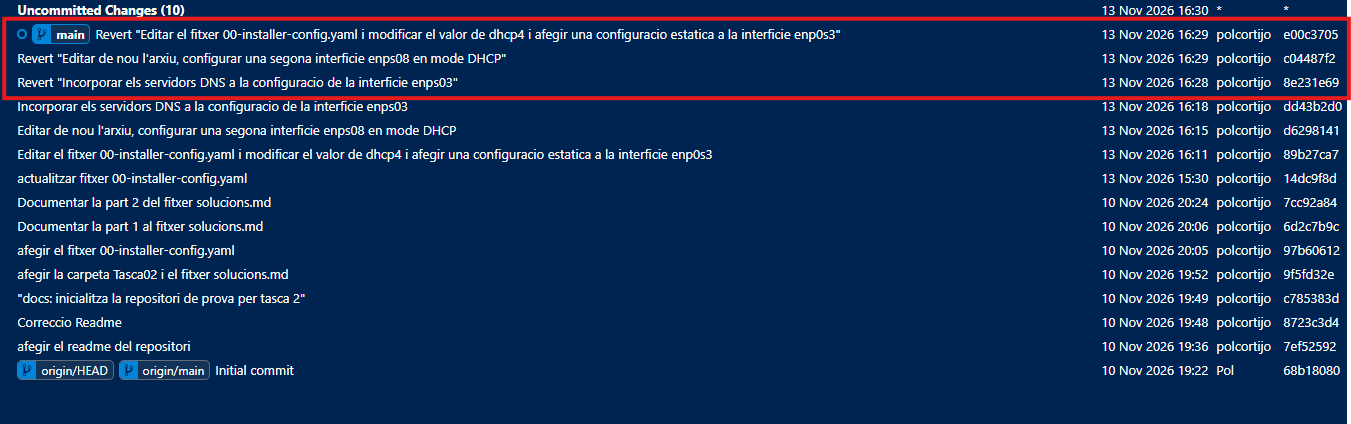 Uncommitted Changes (10) 13 Nov 2026 16:30 * *
main Revert "Editar el fitxer 00-installer-config.yaml i modificar el valor de dhcp4 i afegir una configuracio estatica a la interficie enp0s3" 13 Nov 2026 16:29 polcortijo e00c3705
Revert "Editar de nou l'arxiu, configurar una segona interficie enps08 en mode DHCP" 13 Nov 2026 16:29 polcortijo c04487f2
Revert "Incorporar els servidors DNS a la configuracio de la interficie enps03" 13 Nov 2026 16:28 polcortijo 8e231e69
Incorporar els servidors DNS a la configuracio de la interficie enps03 13 Nov 2026 16:18 polcortijo dd43b2d0
Editar de nou l'arxiu, configurar una segona interficie enps08 en mode DHCP 13 Nov 2026 16:15 polcortijo d6298141
Editar el fitxer 00-installer-config.yaml i modificar el valor de dhcp4 i afegir una configuracio estatica a la interficie enp0s3 13 Nov 2026 16:11 polcortijo 89b27ca7
actualitzar fitxer 00-installer-config.yaml 13 Nov 2026 15:30 polcortijo 14dc9f8d
Documentar la part 2 del fitxer solucions.md 10 Nov 2026 20:24 polcortijo 7cc92a84
Documentar la part 1 al fitxer solucions.md 10 Nov 2026 20:06 polcortijo 6d2c7b9c
afegir el fitxer 00-installer-config.yaml 10 Nov 2026 20:05 polcortijo 97b60612
afegir la carpeta Tasca02 i el fitxer solucions.md 10 Nov 2026 19:52 polcortijo 9f5fd32e
"docs: inicialitza la repositori de prova per tasca 2" 10 Nov 2026 19:49 polcortijo c785383d
Correccio Readme 10 Nov 2026 19:48 polcortijo 8723c3d4
afegir el readme del repositori 10 Nov 2026 19:36 polcortijo 7ef52592
origin/HEAD origin/main Initial commit 10 Nov 2026 19:22 Pol 68b18080